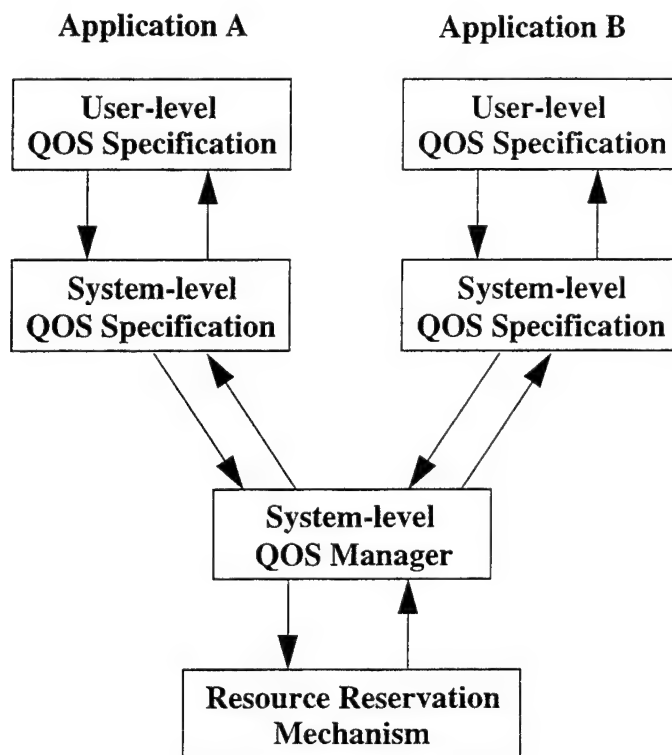 Application A
Application B
User-level
QOS Specification
User-level
QOS Specification
System-level
QOS Specification
System-level
QOS Specification
System-level
QOS Manager
Resource Reservation
Mechanism